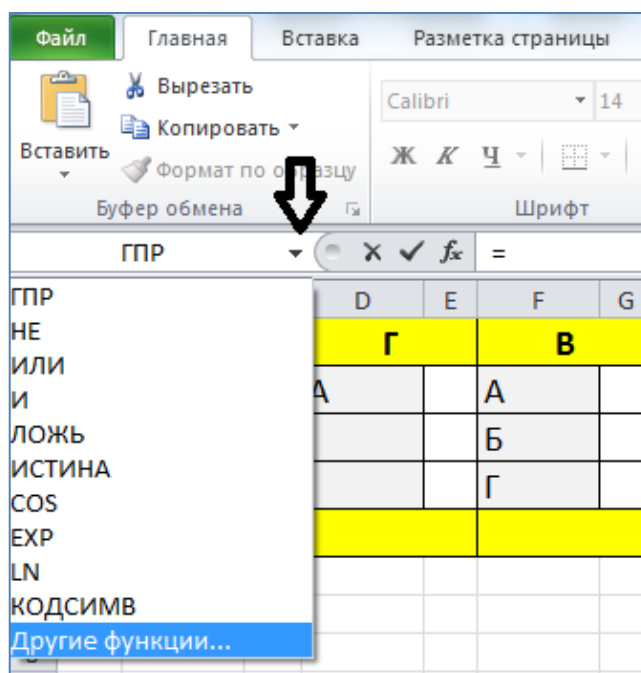 Файл Главная Вставка Разметка страницы
Вырезать
Calibri 14
Копировать
Вставить
Формат по образцу
Ж К Ч
Буфер обмена Шрифт
ГПР fx =
ГПР D E F G
НЕ Г В
ИЛИ
И А А
ЛОЖЬ Б
ИСТИНА
COS Г
EXP
LN
КОДСИМВ
Другие функции...